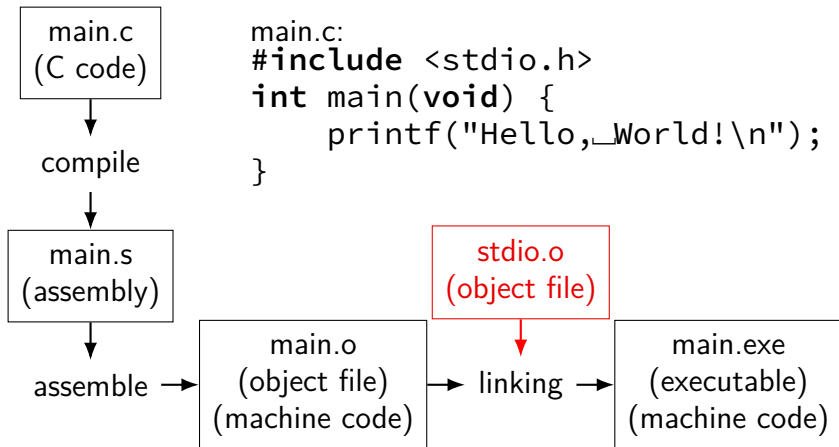 main.c
(C code)
main.c:
#include <stdio.h>
int main(void) {
    printf("Hello,␣World!\n");
}
compile
main.s
(assembly)
stdio.o
(object file)
assemble
main.o
(object file)
(machine code)
linking
main.exe
(executable)
(machine code)